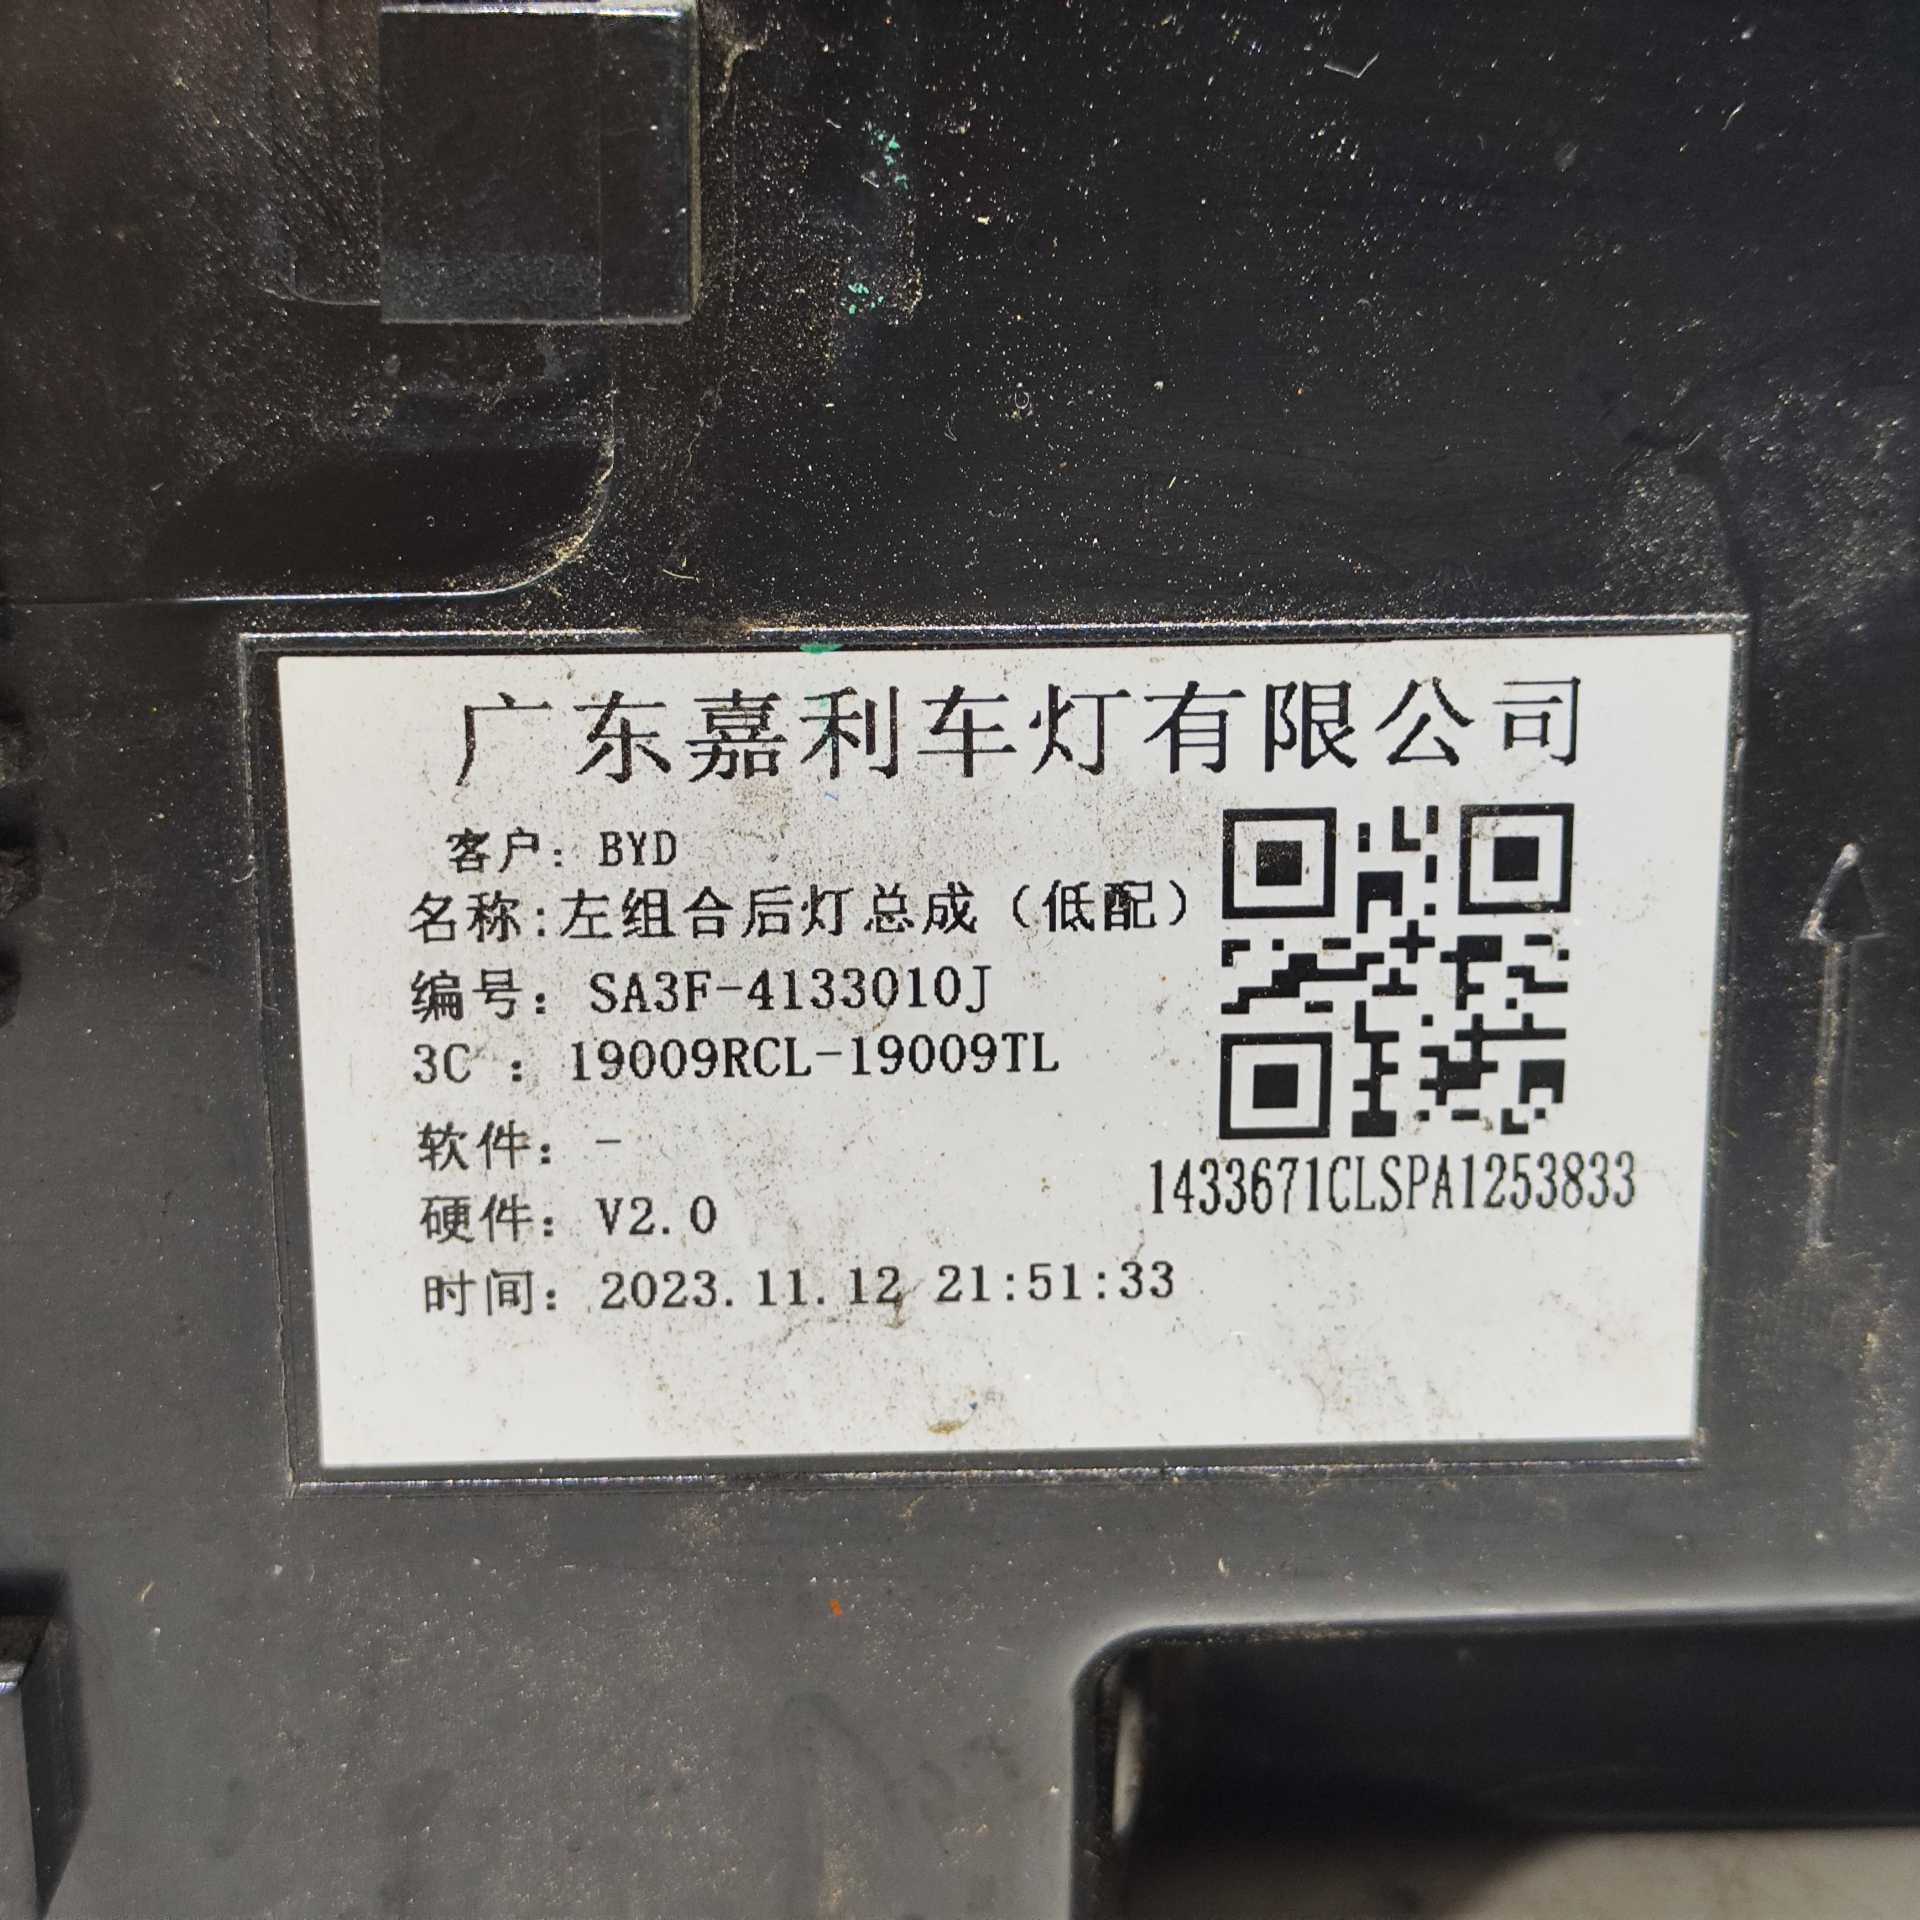 广东嘉利车灯有限公司
客户: BYD
名称:左组合后灯总成（低配）
编号: SA3F-4133010J
3C : 19009RCL-19009TL
软件: -
硬件: V2.0
时间: 2023.11.12 21:51:33
1433671CLSPA1253833